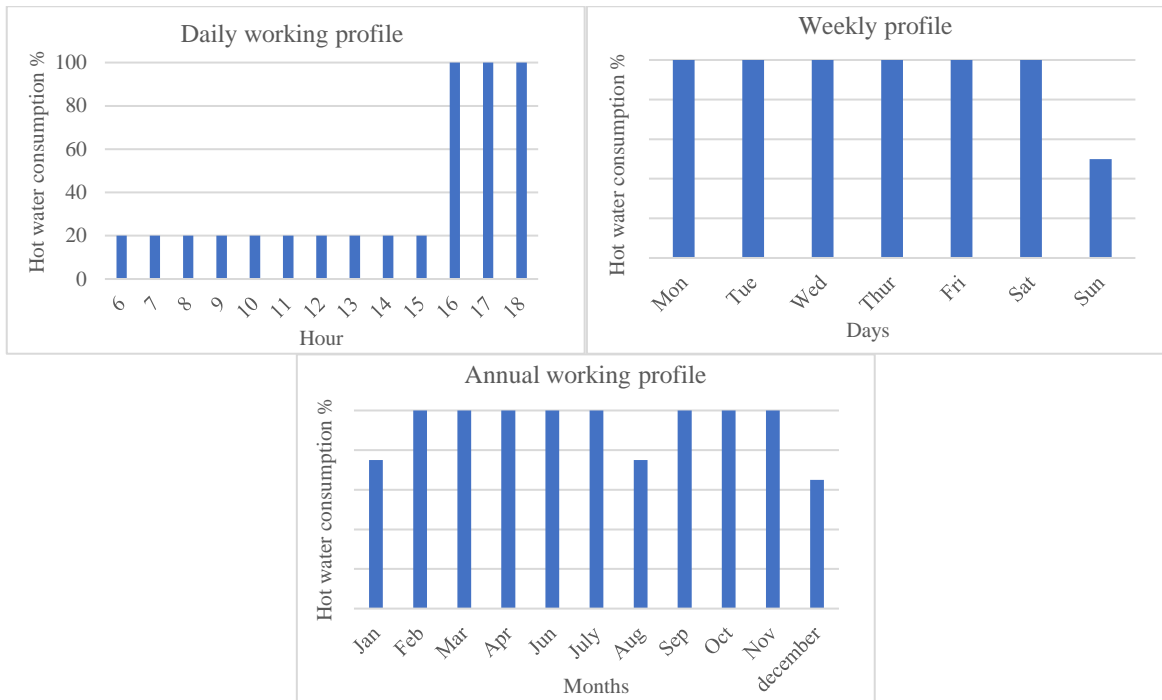 Daily working profile
Hot water consumption %
100
80
60
40
20
0
6 7 8 9 10 11 12 13 14 15 16 17 18
Hour
Weekly profile
Hot water consumption %
Mon Tue Wed Thur Fri Sat Sun
Days
Annual working profile
Hot water consumption %
Jan Feb Mar Apr Jun July Aug Sep Oct Nov december
Months